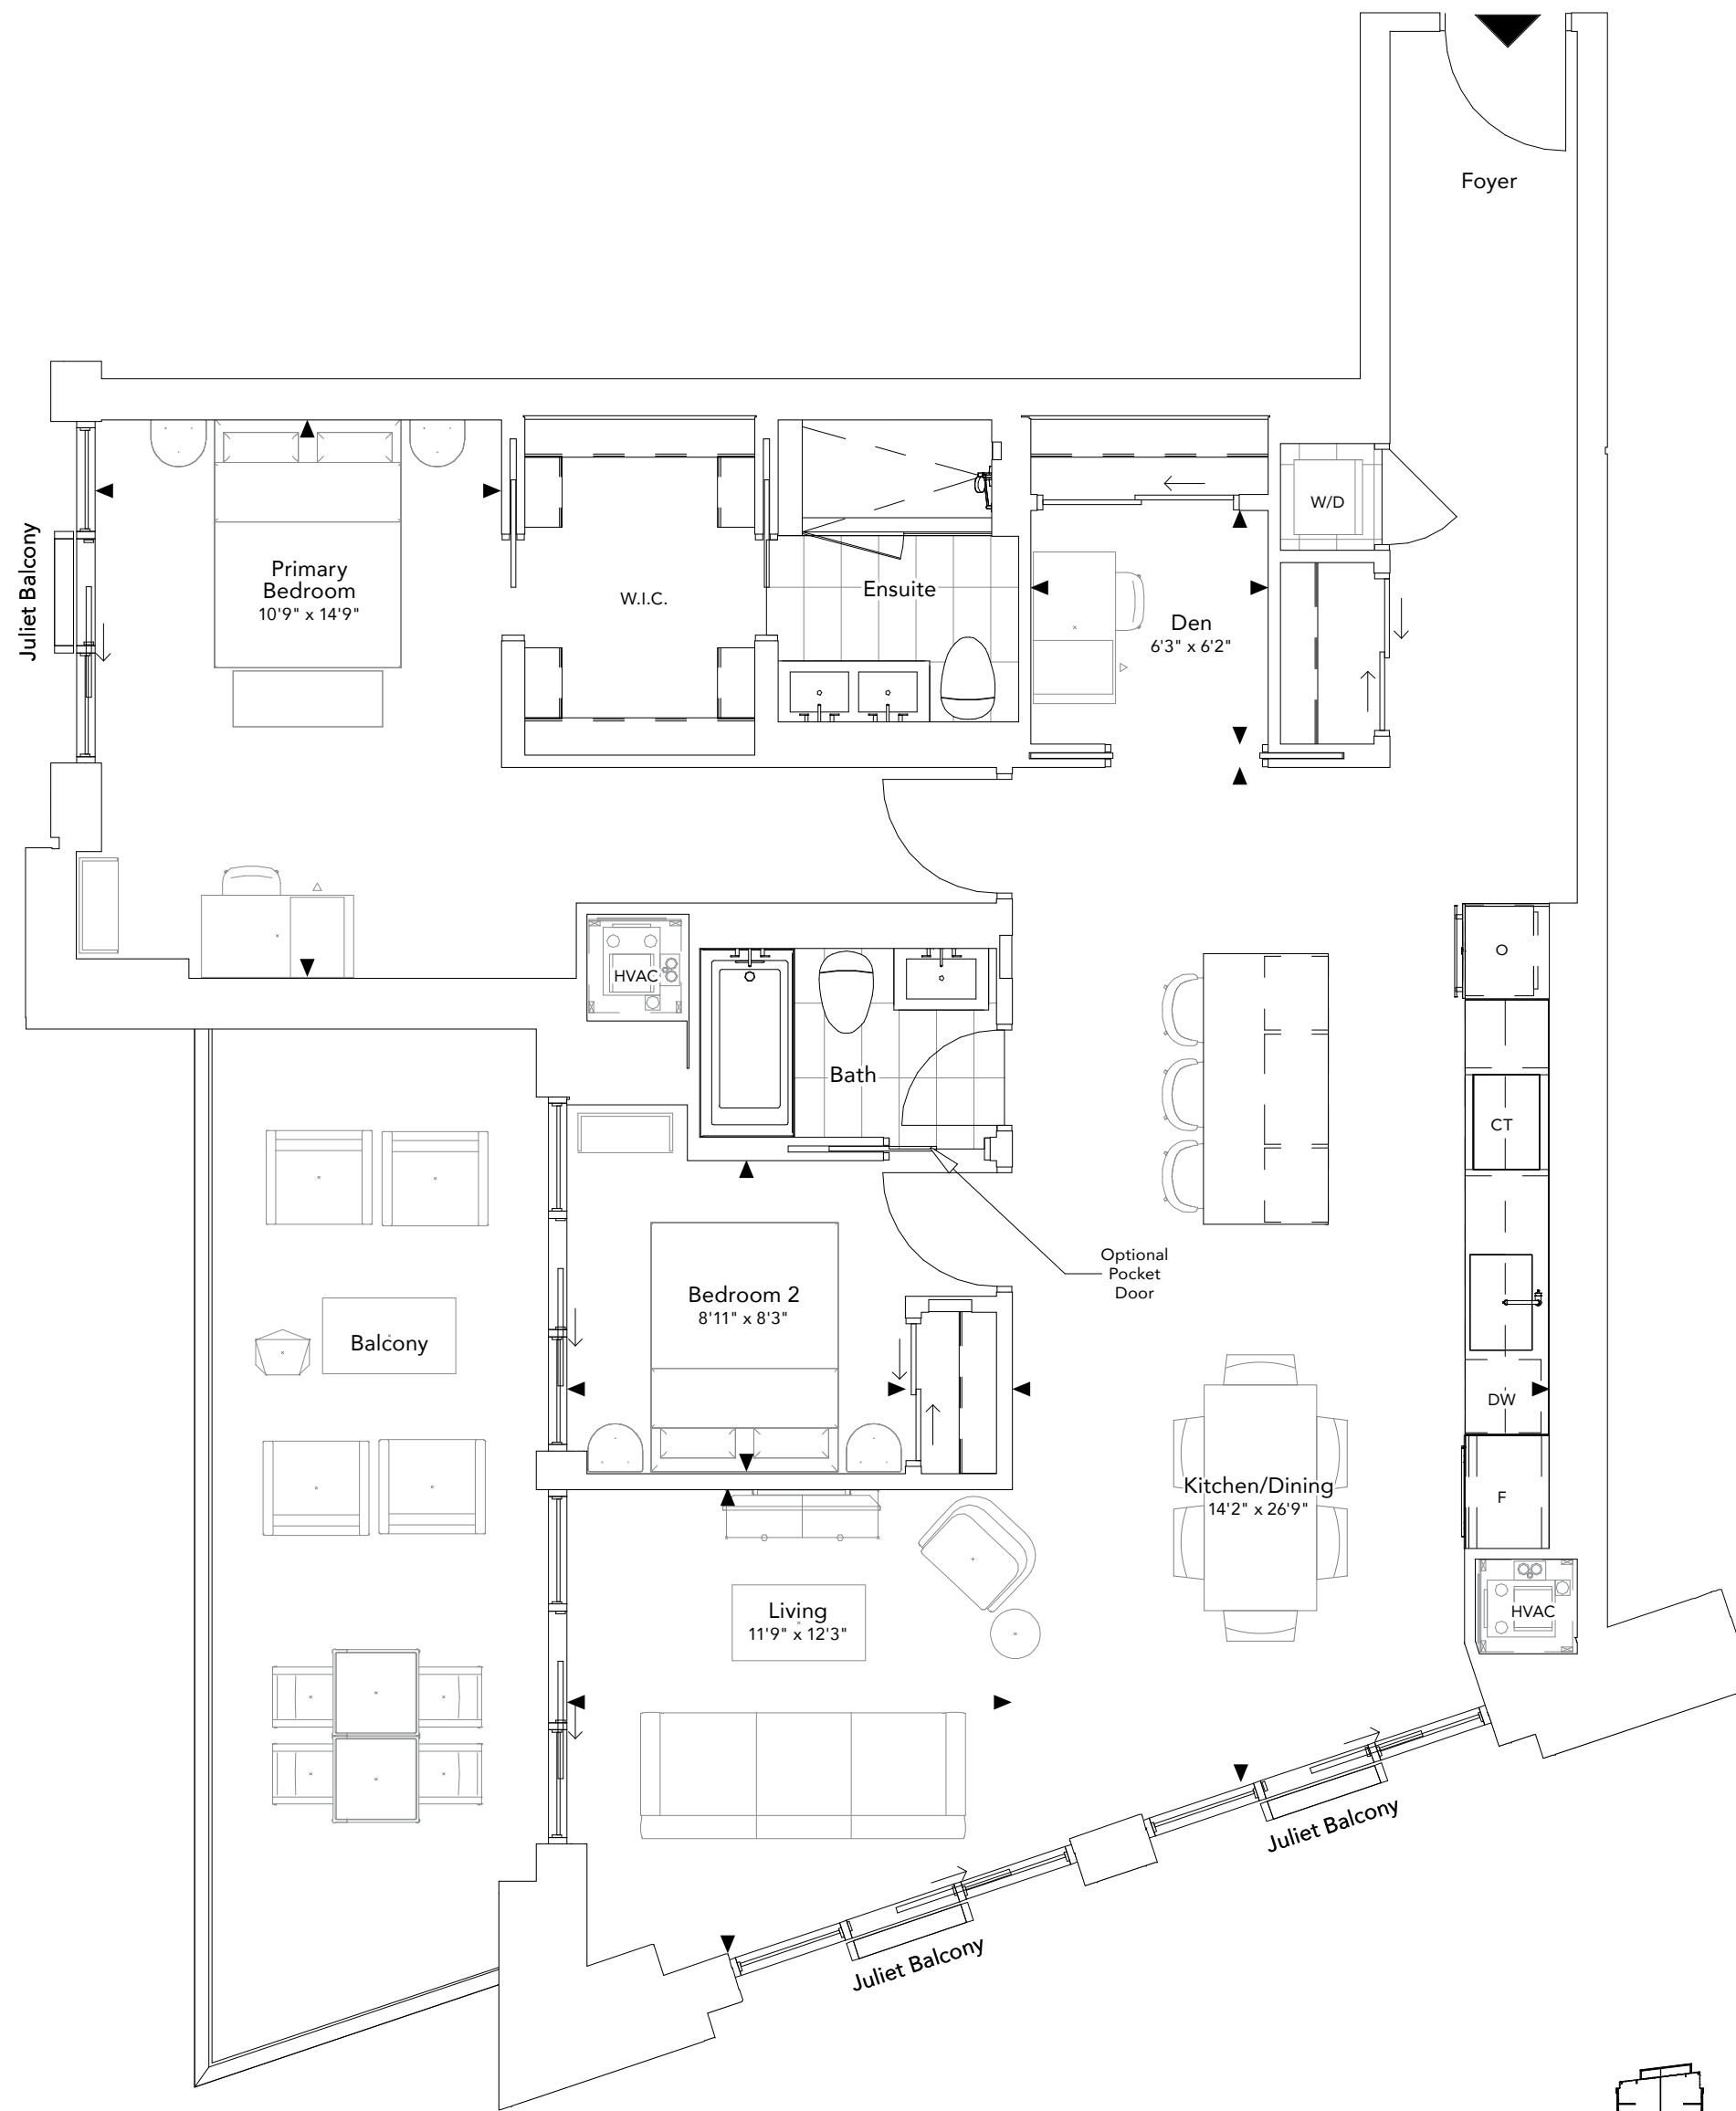 Foyer
W/D
Juliet Balcony
Primary
Bedroom
10'9" x 14'9"
W.I.C.
Ensuite
Den
6'3" x 6'2"
HVAC
O
Bath
CT
Optional
Pocket
Door
Bedroom 2
8'11" x 8'3"
Balcony
DW
Kitchen/Dining
14'2" x 26'9"
F
Living
11'9" x 12'3"
HVAC
Juliet Balcony
Juliet Balcony